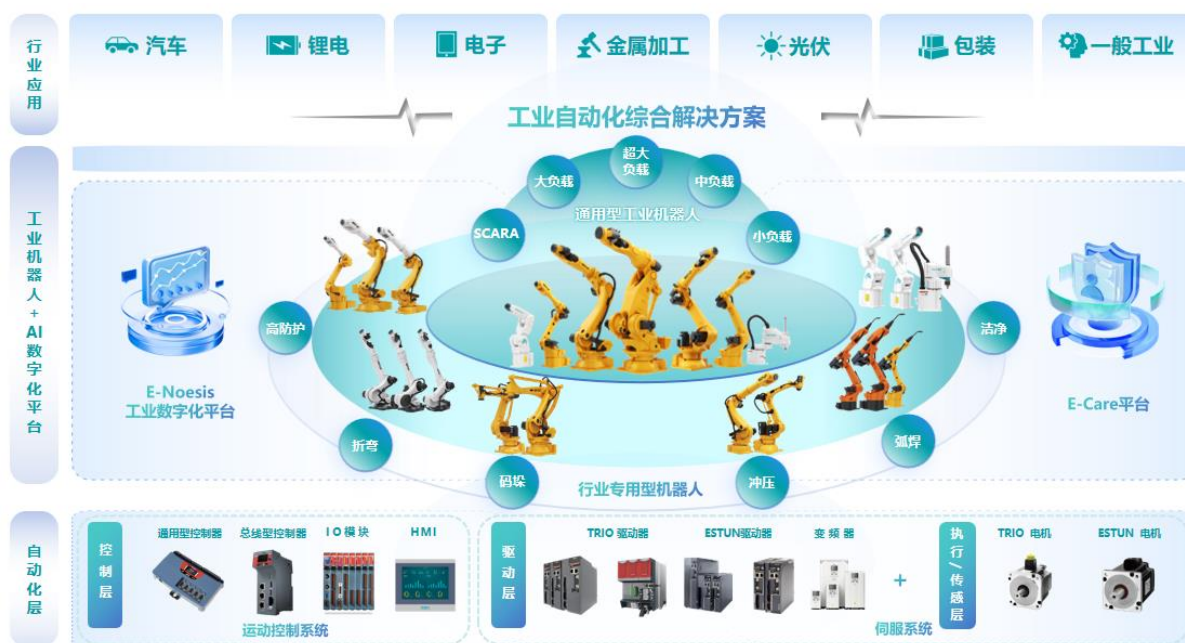 行业应用
汽车
锂电
电子
金属加工
光伏
包装
一般工业
工业自动化综合解决方案
工业机器人+AI数字化平台
超大
负载
大负载
中负载
通用型工业机器人
SCARA
小负载
高防护
洁净
E-Noesis
工业数字化平台
E-Care平台
折弯
弧焊
码垛
冲压
行业专用型机器人
自动化层
控制层
通用型控制器
总线型控制器
IO模块
HMI
运动控制系统
驱动层
TRIO 驱动器
ESTUN驱动器
变频器
+
执行/传感层
TRIO 电机
ESTUN 电机
伺服系统